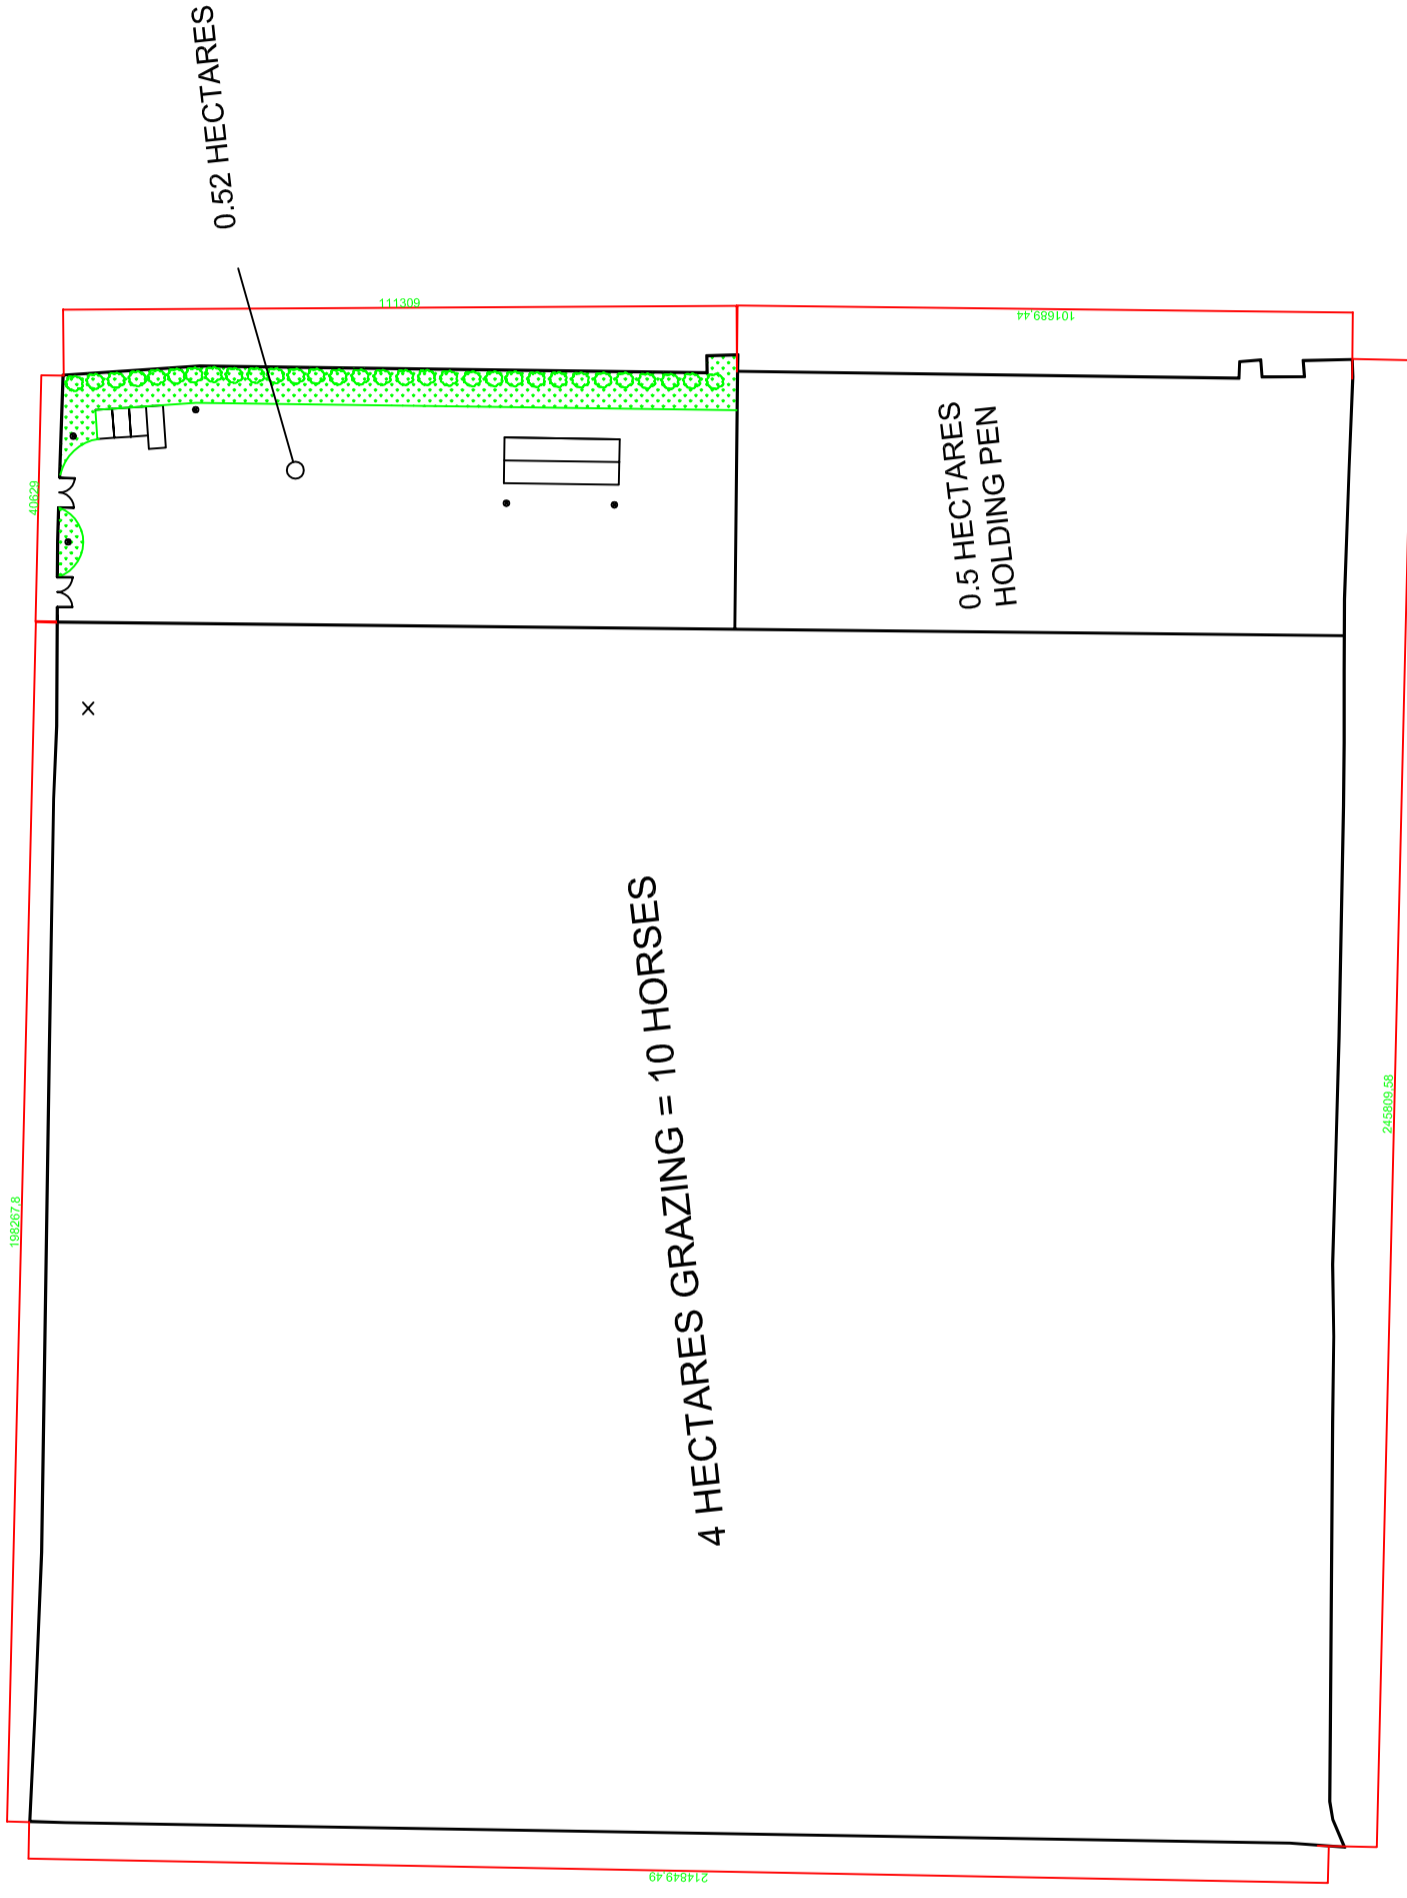 0.52 HECTARES
111309
101689.44
40629
0.5 HECTARES
HOLDING PEN
X
4 HECTARES GRAZING = 10 HORSES
198267.8
245809.58
214849.49